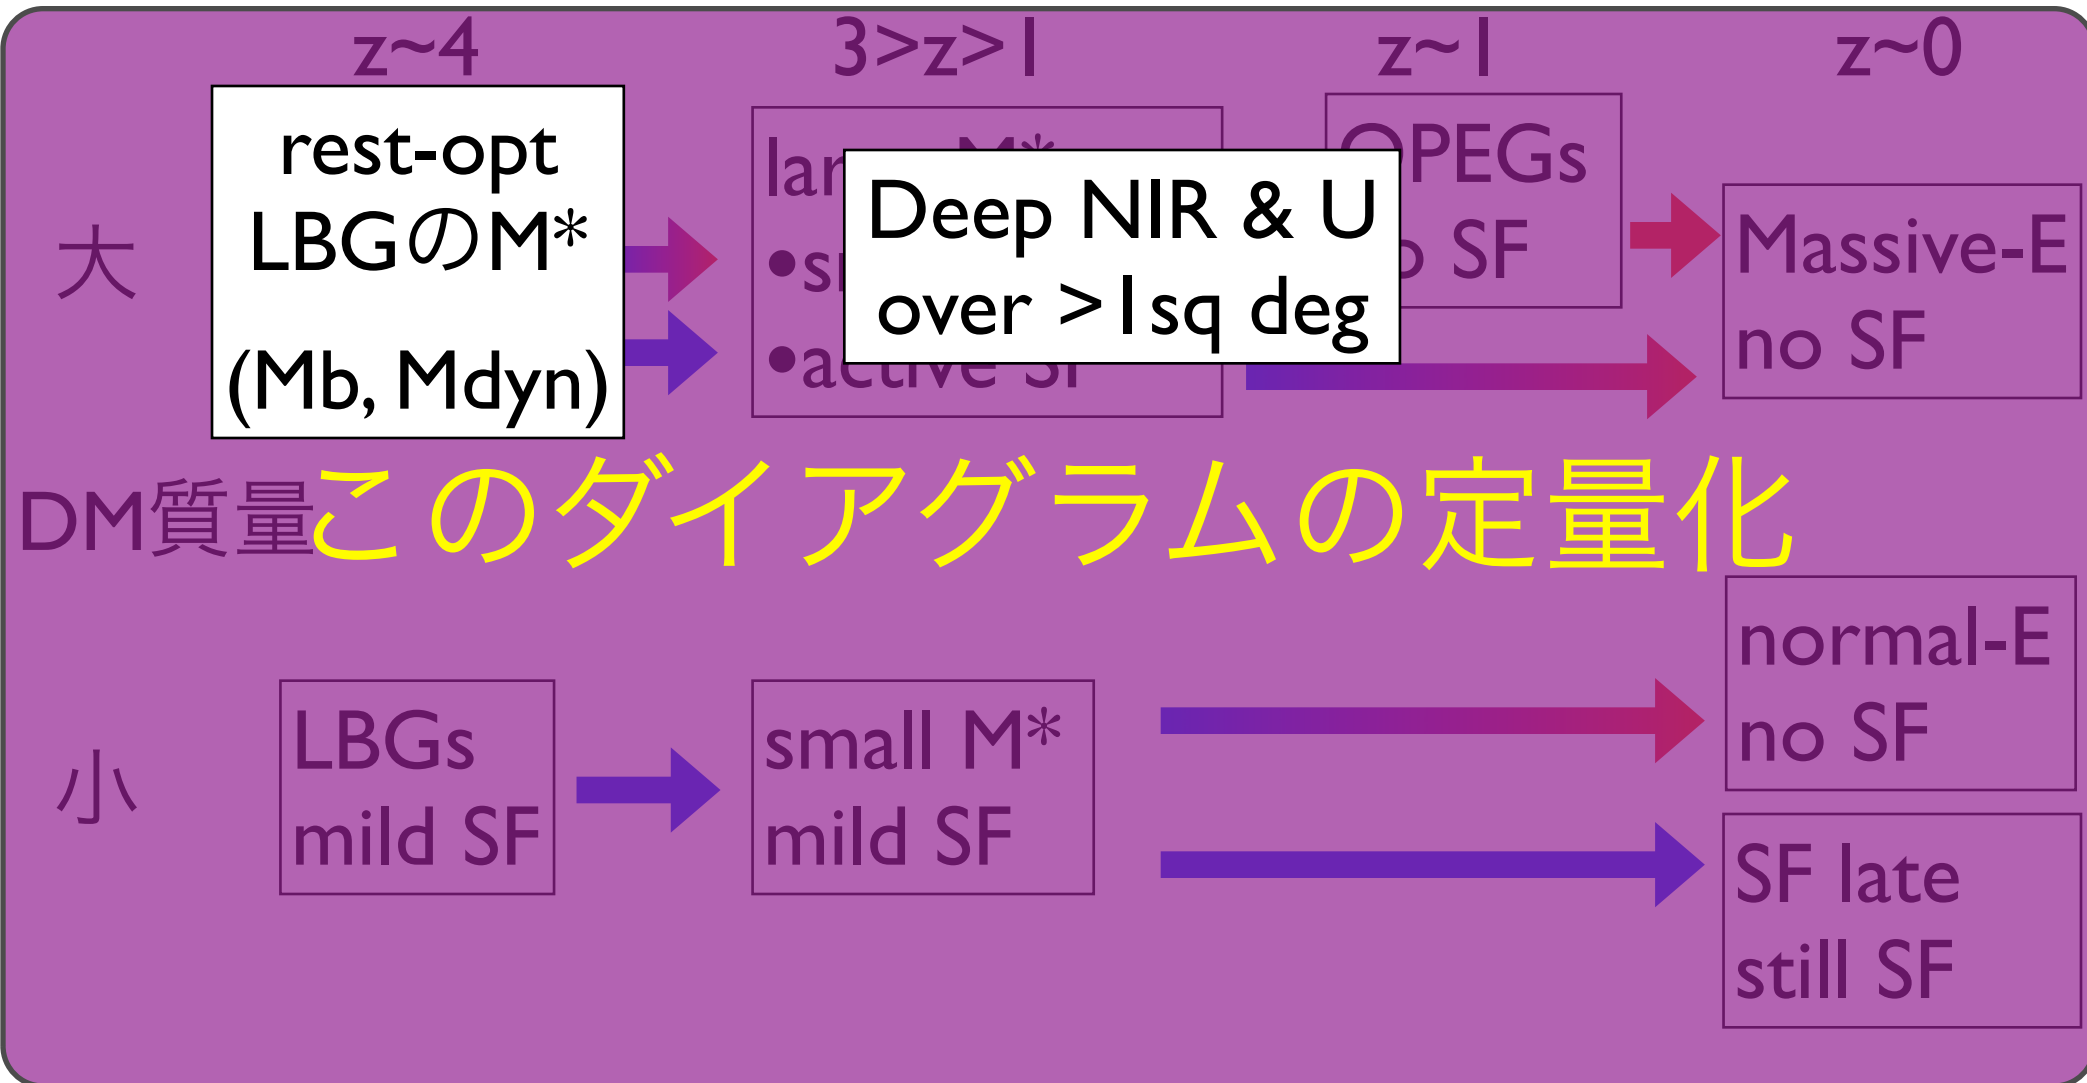 z~4
3>z>1
z~1
z~0
rest-opt
LBGのM*
(Mb, Mdyn)
Deep NIR & U
over >1sq deg
SF
Massive-E
no SF
大
DM質量
このダイアグラムの定量化
小
LBGs
mild SF
small M*
mild SF
normal-E
no SF
SF late
still SF